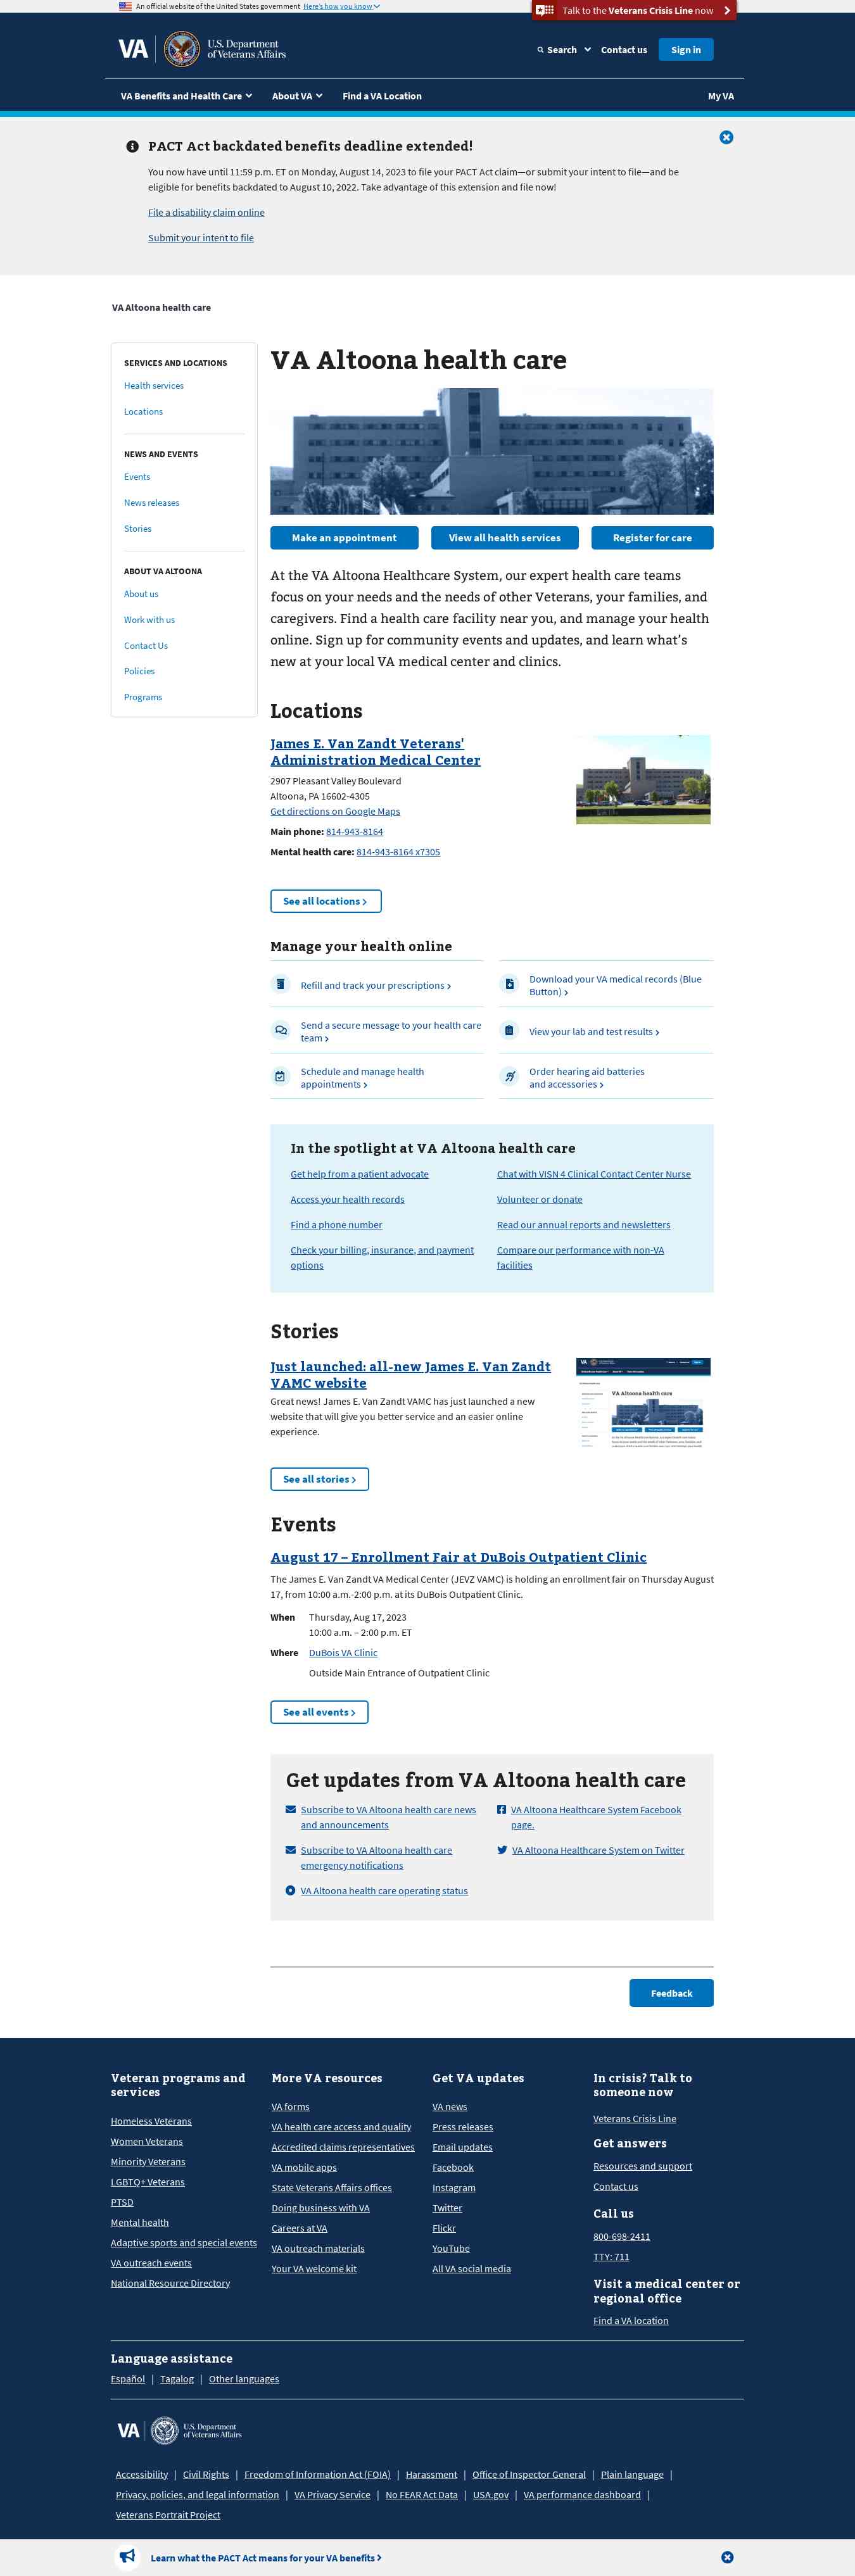 An official website of the United States government Here's how you know
Talk to the Veterans Crisis Line now
VA
U.S. Department
of Veterans Affairs
Search
Contact us
Sign in
VA Benefits and Health Care
About VA
Find a VA Location
My VA
PACT Act backdated benefits deadline extended!
You now have until 11:59 p.m. ET on Monday, August 14, 2023 to file your PACT Act claim—or submit your intent to file—and be
eligible for benefits backdated to August 10, 2022. Take advantage of this extension and file now!
File a disability claim online
Submit your intent to file
VA Altoona health care
SERVICES AND LOCATIONS
Health services
Locations
NEWS AND EVENTS
Events
News releases
Stories
ABOUT VA ALTOONA
About us
Work with us
Contact Us
Policies
Programs
VA Altoona health care
Make an appointment
View all health services
Register for care
At the VA Altoona Healthcare System, our expert health care teams
focus on your needs and the needs of other Veterans, your families, and
caregivers. Find a health care facility near you, and manage your health
online. Sign up for community events and updates, and learn what's
new at your local VA medical center and clinics.
Locations
James E. Van Zandt Veterans'
Administration Medical Center
2907 Pleasant Valley Boulevard
Altoona, PA 16602-4305
Get directions on Google Maps
Main phone: 814-943-8164
Mental health care: 814-943-8164 x7305
See all locations
Manage your health online
Refill and track your prescriptions
Download your VA medical records (Blue
Button)
Send a secure message to your health care
team
View your lab and test results
Schedule and manage health
appointments
Order hearing aid batteries
and accessories
In the spotlight at VA Altoona health care
Get help from a patient advocate
Access your health records
Find a phone number
Check your billing, insurance, and payment
options
Chat with VISN 4 Clinical Contact Center Nurse
Volunteer or donate
Read our annual reports and newsletters
Compare our performance with non-VA
facilities
Stories
Just launched: all-new James E. Van Zandt
VAMC website
Great news! James E. Van Zandt VAMC has just launched a new
website that will give you better service and an easier online
experience.
VA Altoona health care
See all stories
Events
August 17 – Enrollment Fair at DuBois Outpatient Clinic
The James E. Van Zandt VA Medical Center (JEVZ VAMC) is holding an enrollment fair on Thursday August
17, from 10:00 a.m.-2:00 p.m. at its DuBois Outpatient Clinic.
When Thursday, Aug 17, 2023
10:00 a.m. – 2:00 p.m. ET
Where DuBois VA Clinic
Outside Main Entrance of Outpatient Clinic
See all events
Get updates from VA Altoona health care
Subscribe to VA Altoona health care news
and announcements
Subscribe to VA Altoona health care
emergency notifications
VA Altoona health care operating status
VA Altoona Healthcare System Facebook
page.
VA Altoona Healthcare System on Twitter
Feedback
Veteran programs and
services
Homeless Veterans
Women Veterans
Minority Veterans
LGBTQ+ Veterans
PTSD
Mental health
Adaptive sports and special events
VA outreach events
National Resource Directory
More VA resources
VA forms
VA health care access and quality
Accredited claims representatives
VA mobile apps
State Veterans Affairs offices
Doing business with VA
Careers at VA
VA outreach materials
Your VA welcome kit
Get VA updates
VA news
Press releases
Email updates
Facebook
Instagram
Twitter
Flickr
YouTube
All VA social media
In crisis? Talk to
someone now
Veterans Crisis Line
Get answers
Resources and support
Contact us
Call us
800-698-2411
TTY: 711
Visit a medical center or
regional office
Find a VA location
Language assistance
Español | Tagalog | Other languages
VA
U.S. Department
of Veterans Affairs
Accessibility | Civil Rights | Freedom of Information Act (FOIA) | Harassment | Office of Inspector General | Plain language |
Privacy, policies, and legal information | VA Privacy Service | No FEAR Act Data | USA.gov | VA performance dashboard |
Veterans Portrait Project
Learn what the PACT Act means for your VA benefits